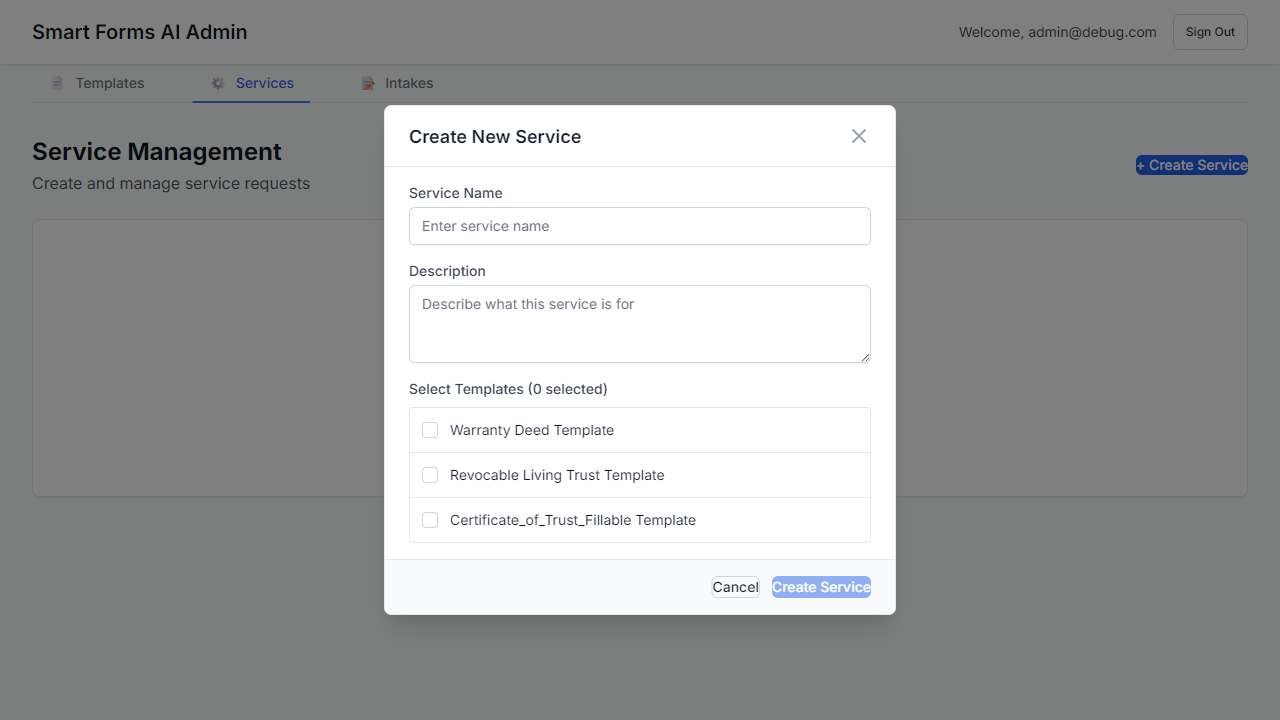 Smart Forms AI Admin
Welcome, admin@debug.com
Sign Out
Templates
Services
Intakes
Service Management
Create and manage service requests
+ Create Service
Create New Service
Service Name
Enter service name
Description
Describe what this service is for
Select Templates (0 selected)
Warranty Deed Template
Revocable Living Trust Template
Certificate_of_Trust_Fillable Template
Cancel
Create Service